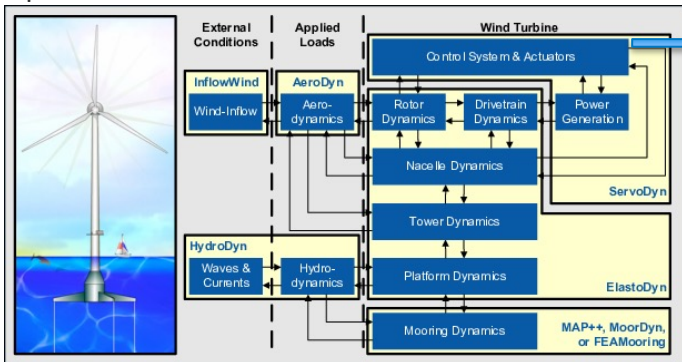 External
Conditions
Applied
Loads
Wind Turbine
Control System & Actuators
InflowWind
AeroDyn
Wind-Inflow
Aero-
dynamics
Rotor
Dynamics
Drivetrain
Dynamics
Power
Generation
Nacelle Dynamics
ServoDyn
Tower Dynamics
HydroDyn
Waves &
Currents
Hydro-
dynamics
Platform Dynamics
ElastoDyn
Mooring Dynamics
MAP++, MoorDyn,
or FEAMooring